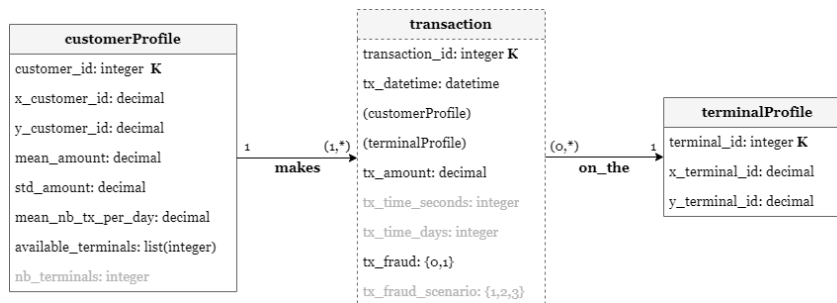 customerProfile
customer_id: integer K
x_customer_id: decimal
y_customer_id: decimal
mean_amount: decimal
std_amount: decimal
mean_nb_tx_per_day: decimal
available_terminals: list(integer)
nb_terminals: integer
1
(1,*)
makes
transaction
transaction_id: integer K
tx_datetime: datetime
(customerProfile)
(terminalProfile)
tx_amount: decimal
tx_time_seconds: integer
tx_time_days: integer
tx_fraud: {0,1}
tx_fraud_scenario: {1,2,3}
(0,*)
1
on_the
terminalProfile
terminal_id: integer K
x_terminal_id: decimal
y_terminal_id: decimal